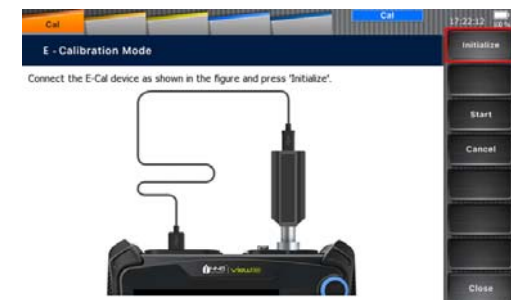 Cal
Cal
17:22:12
E - Calibration Mode
Initialize
Connect the E-Cal device as shown in the figure and press 'Initialize'.
Start
Cancel
INNO
Close